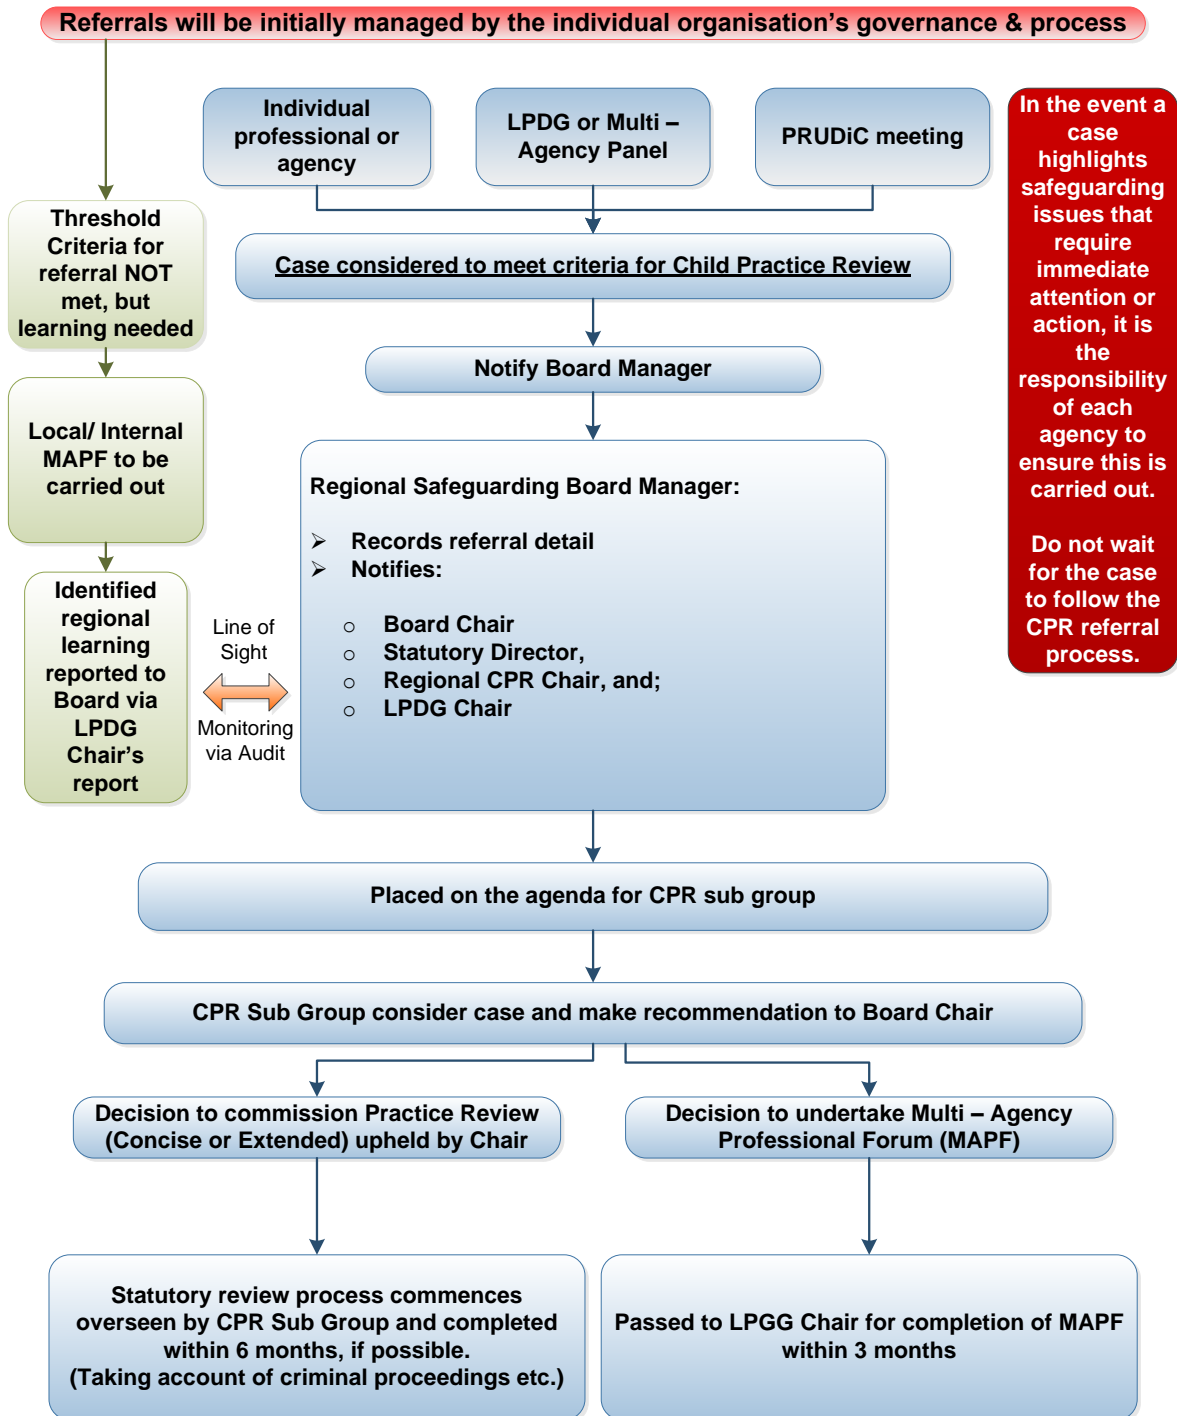 Referrals will be initially managed by the individual organisation’s governance & process
Individual
professional or
agency
LPDG or Multi –
Agency Panel
PRUDiC meeting
In the event a
case
highlights
safeguarding
issues that
require
immediate
attention or
action, it is
the
responsibility
of each
agency to
ensure this is
carried out.
Do not wait
for the case
to follow the
CPR referral
process.
Threshold
Criteria for
referral NOT
met, but
learning needed
Case considered to meet criteria for Child Practice Review
Notify Board Manager
Local/ Internal
MAPF to be
carried out
Regional Safeguarding Board Manager:
➢ Records referral detail
➢ Notifies:
o Board Chair
o Statutory Director,
o Regional CPR Chair, and;
o LPDG Chair
Identified
regional
learning
reported to
Board via
LPDG
Chair’s
report
Line of
Sight
Monitoring
via Audit
Placed on the agenda for CPR sub group
CPR Sub Group consider case and make recommendation to Board Chair
Decision to commission Practice Review
(Concise or Extended) upheld by Chair
Decision to undertake Multi – Agency
Professional Forum (MAPF)
Statutory review process commences
overseen by CPR Sub Group and completed
within 6 months, if possible.
(Taking account of criminal proceedings etc.)
Passed to LPGG Chair for completion of MAPF
within 3 months